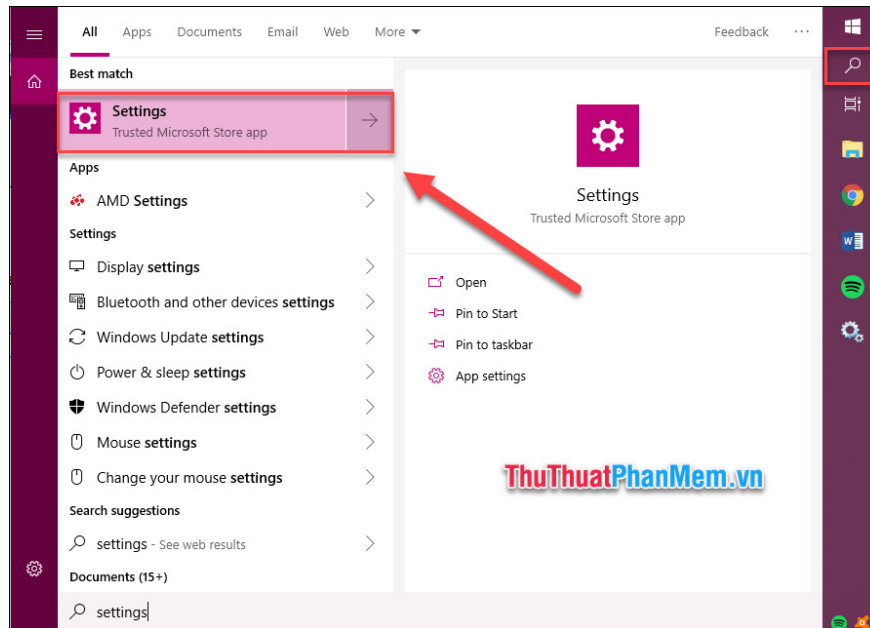 All Apps Documents Email Web More Feedback ...
Best match
Settings
Trusted Microsoft Store app
Apps
AMD Settings
Settings
Display settings
Bluetooth and other devices settings
Windows Update settings
Power & sleep settings
Windows Defender settings
Mouse settings
Change your mouse settings
Search suggestions
settings - See web results
Documents (15+)
settings
Settings
Trusted Microsoft Store app
Open
Pin to Start
Pin to taskbar
App settings
ThuThuatPhanMem.vn
W